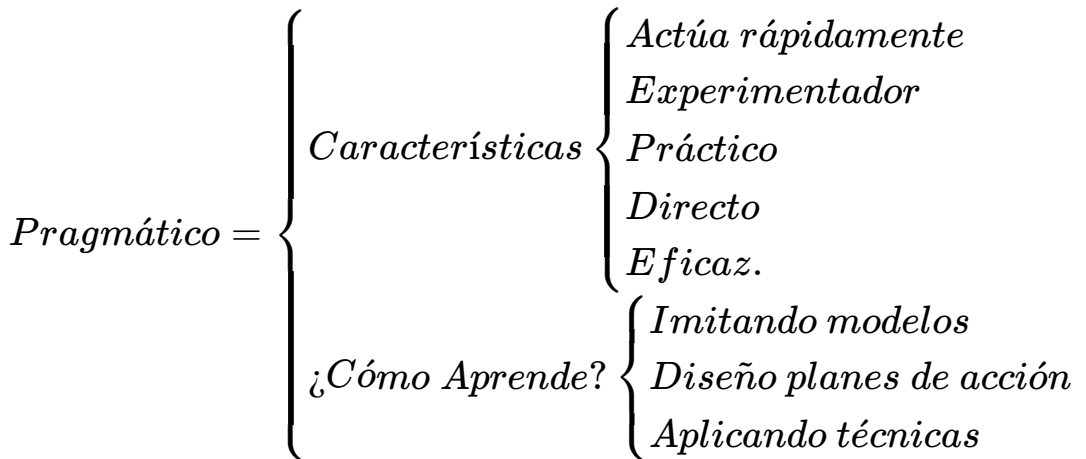 Pragmático =
Características
Actúa rápidamente
Experimentador
Práctico
Directo
Eficaz.
¿Cómo Aprende?
Imitando modelos
Diseño planes de acción
Aplicando técnicas